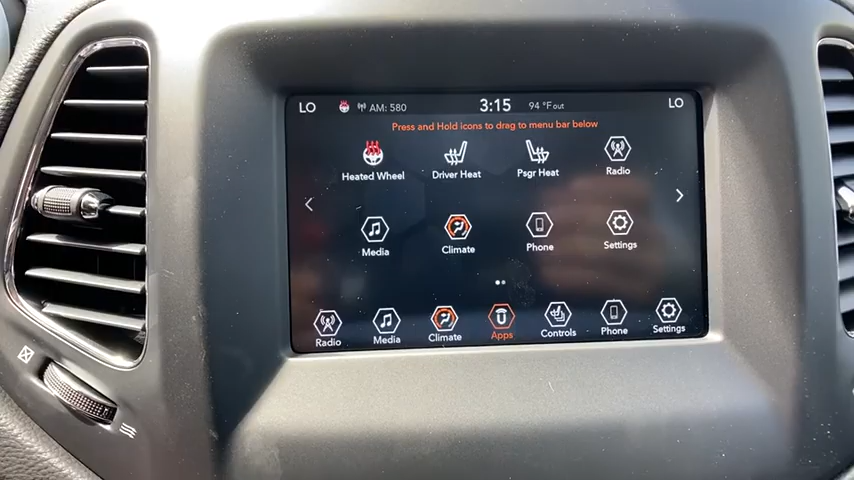 LO AM: 580 3:15 94 °F out LO
Press and Hold icons to drag to menu bar below
Heated Wheel Driver Heat Psgr Heat Radio
Media Climate Phone Settings
Radio Media Climate Apps Controls Phone Settings